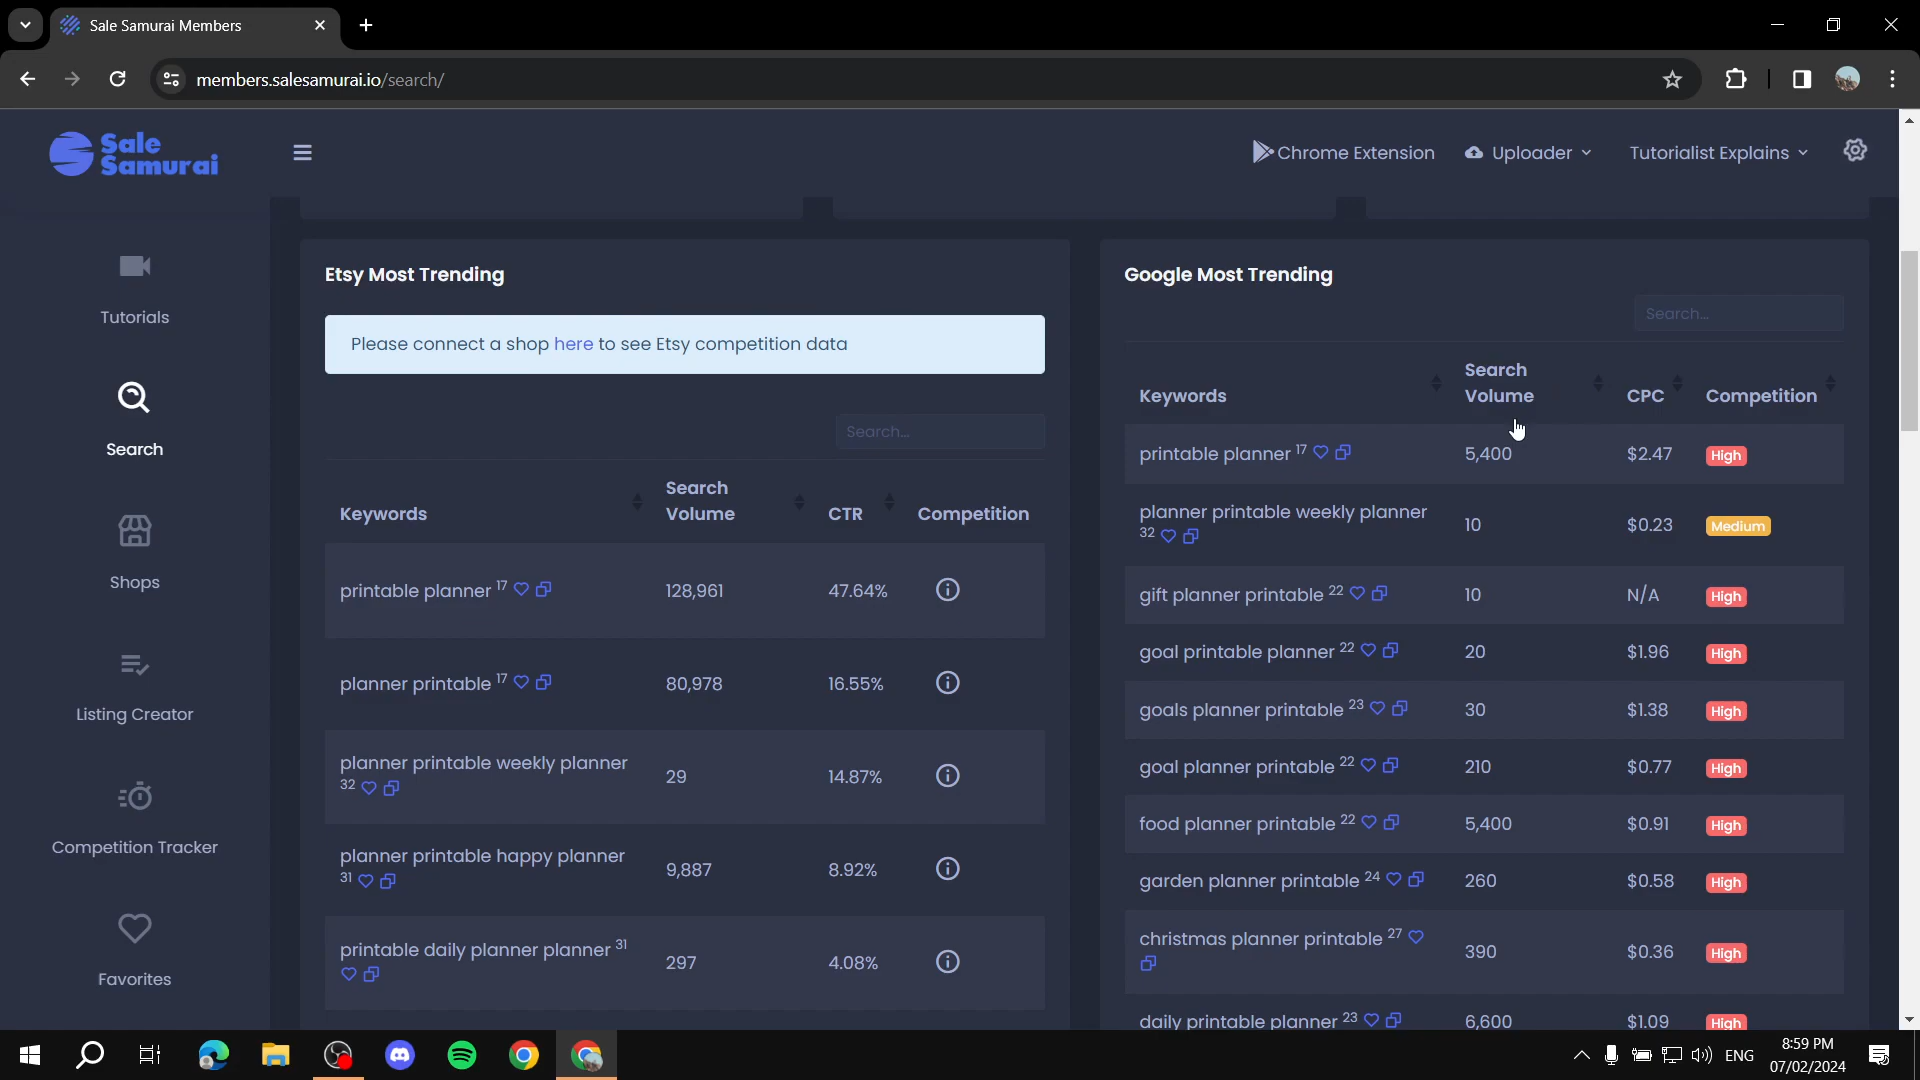 Sale Samurai Members
members.salesamurai.io/search/
Sale
Samurai
Chrome Extension
Uploader
Tutorialist Explains
Tutorials
Search
Shops
Listing Creator
Competition Tracker
Favorites
Etsy Most Trending
Please connect a shop here to see Etsy competition data
Search...
Keywords
Search
Volume
CTR
Competition
printable planner 17 128,961 47.64%
planner printable 17 80,978 16.55%
planner printable weekly planner
32
29 14.87%
planner printable happy planner
31
9,887 8.92%
printable daily planner planner 31
297 4.08%
Google Most Trending
Search...
Keywords
Search
Volume
CPC
Competition
printable planner 17 5,400 $2.47 High
planner printable weekly planner
32
10 $0.23 Medium
gift planner printable 22 10 N/A High
goal printable planner 22 20 $1.96 High
goals planner printable 23 30 $1.38 High
goal planner printable 22 210 $0.77 High
food planner printable 22 5,400 $0.91 High
garden planner printable 24 260 $0.58 High
christmas planner printable 27 390 $0.36 High
daily printable planner 23 6,600 $1.09 High
ENG
8:59 PM
07/02/2024